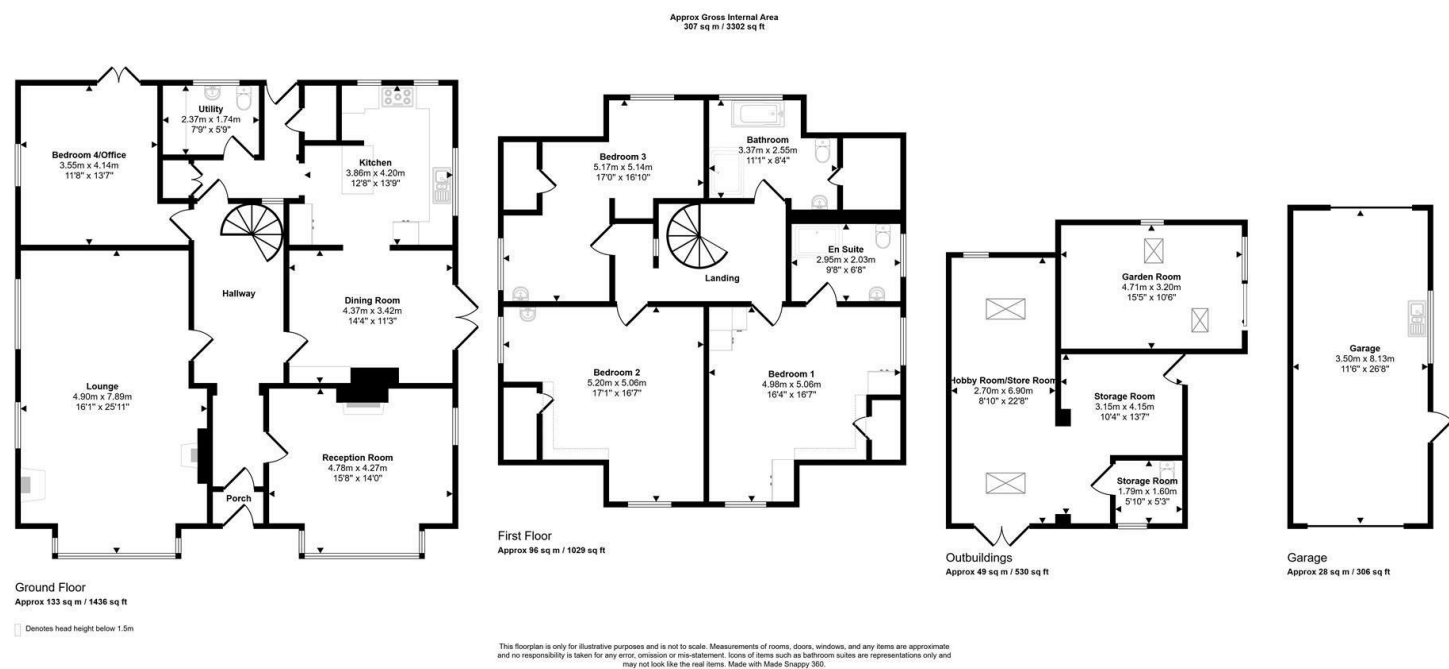 Approx Gross Internal Area
307 sq m / 3302 sq ft
Utility
2.37m x 1.74m
7'9" x 5'9"
Bedroom 4/Office
3.55m x 4.14m
11'8" x 13'7"
Kitchen
3.86m x 4.20m
12'8" x 13'9"
Hallway
Dining Room
4.37m x 3.42m
14'4" x 11'3"
Lounge
4.90m x 7.89m
16'1" x 25'11"
Reception Room
4.78m x 4.27m
15'8" x 14'0"
Porch
Ground Floor
Approx 133 sq m / 1436 sq ft
Denotes head height below 1.5m
Bedroom 3
5.17m x 5.14m
17'0" x 16'10"
Bathroom
3.37m x 2.55m
11'1" x 8'4"
En Suite
2.95m x 2.03m
9'8" x 6'8"
Landing
Bedroom 2
5.20m x 5.06m
17'1" x 16'7"
Bedroom 1
4.98m x 5.06m
16'4" x 16'7"
First Floor
Approx 96 sq m / 1029 sq ft
Garden Room
4.71m x 3.20m
15'5" x 10'6"
Hobby Room/Store Room
2.70m x 6.90m
8'10" x 22'8"
Storage Room
3.15m x 4.15m
10'4" x 13'7"
Storage Room
1.79m x 1.60m
5'10" x 5'3"
Outbuildings
Approx 49 sq m / 530 sq ft
Garage
3.50m x 8.13m
11'6" x 26'8"
Garage
Approx 28 sq m / 306 sq ft
This floorplan is only for illustrative purposes and is not to scale. Measurements of rooms, doors, windows, and any items are approximate
and no responsibility is taken for any error, omission or mis-statement. Icons of items such as bathroom suites are representations only and
may not look like the real items. Made with Made Snappy 360.